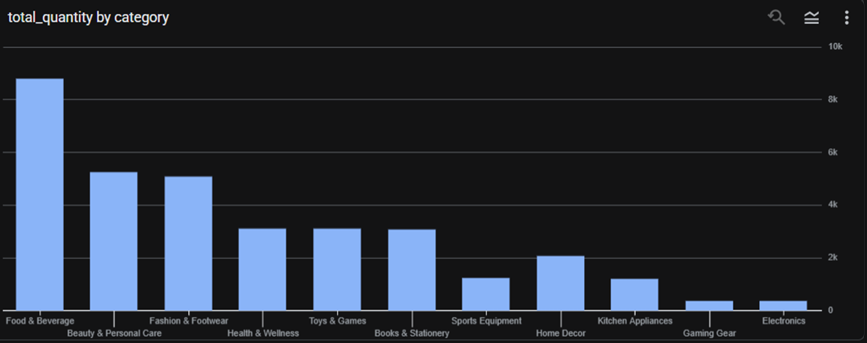 total_quantity by category
10k
8k
6k
4k
2k
0
Food & Beverage
Beauty & Personal Care
Fashion & Footwear
Health & Wellness
Toys & Games
Books & Stationery
Sports Equipment
Home Decor
Kitchen Appliances
Gaming Gear
Electronics